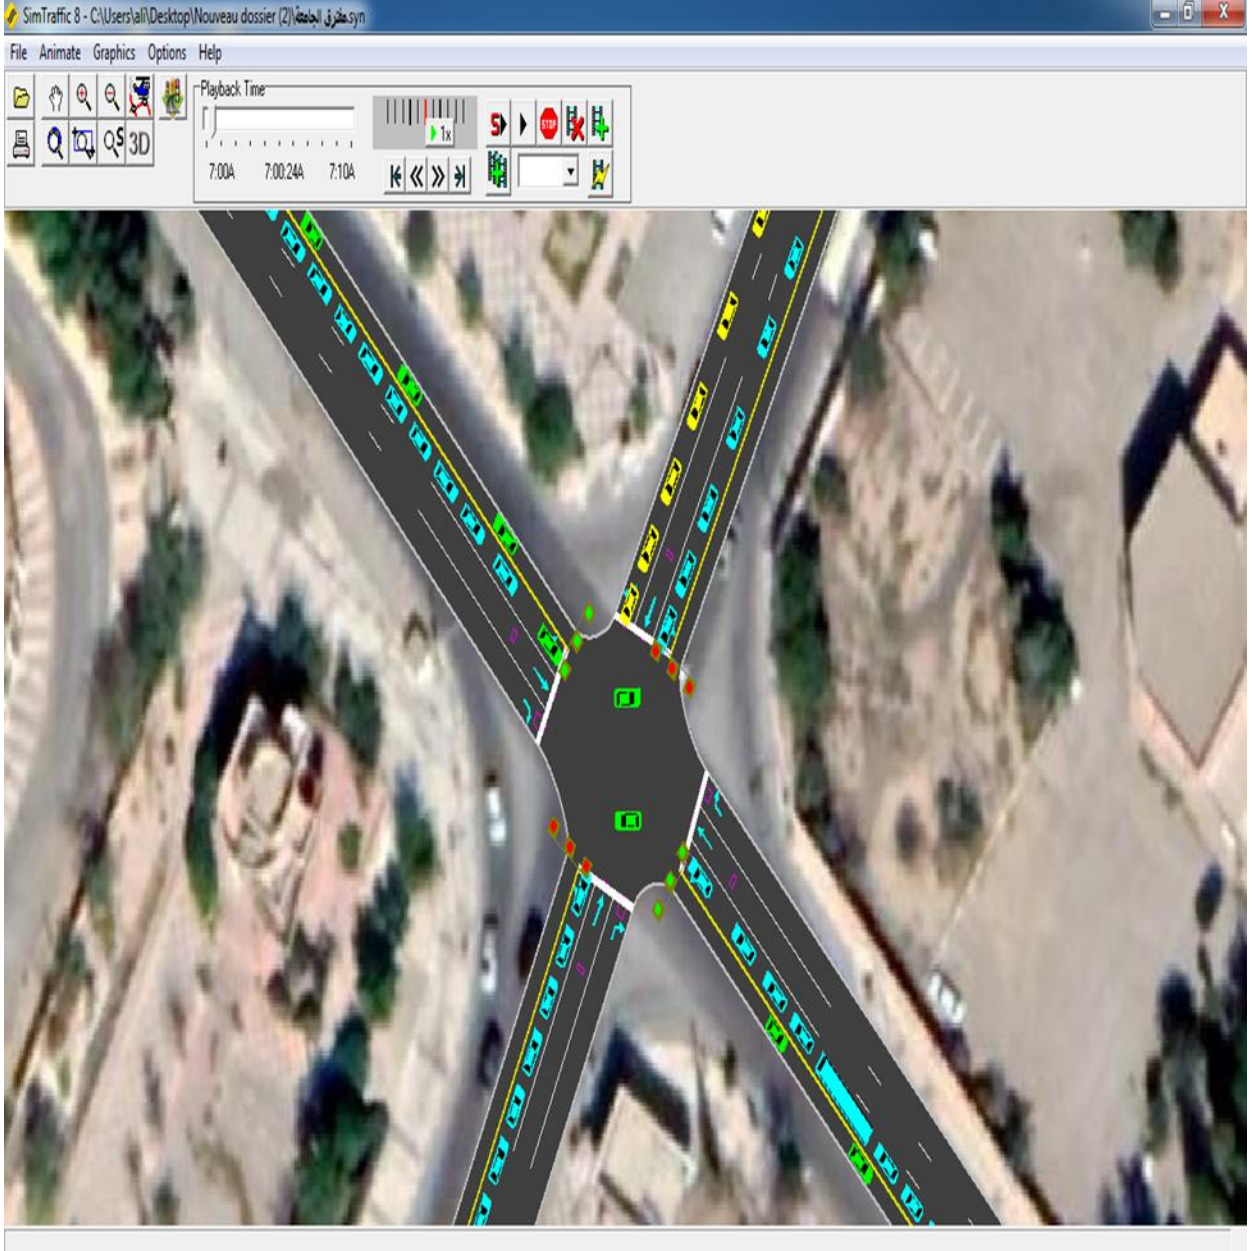 SimTraffic 8 - C:\Users\ali\Desktop\Nouveau dossier (2)\مفترق الجامعة.syn
File Animate Graphics Options Help
Playback Time
1x
S
STOP
S
3D
7:00A 7:00:24A 7:10A